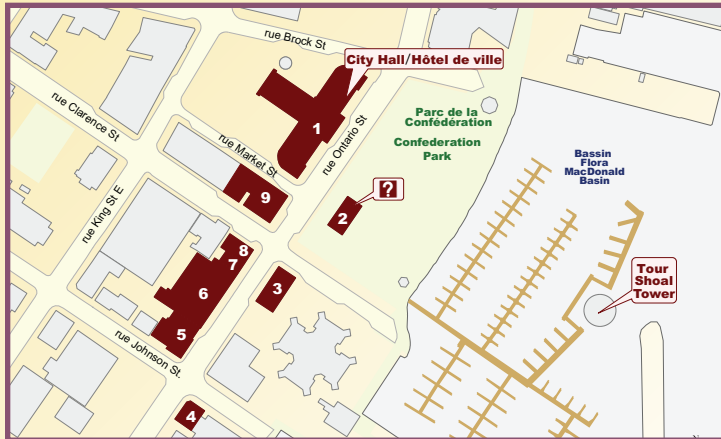 rue Brock St
City Hall/Hôtel de ville
rue Clarence St
Parc de la
Confédération
Confederation
Park
1
rue Ontario St
rue Market St
Bassin
Flora
MacDonald
Basin
rue King St E
9
?
2
8
7
6
3
Tour
Shoal
Tower
5
rue Johnson St.
4